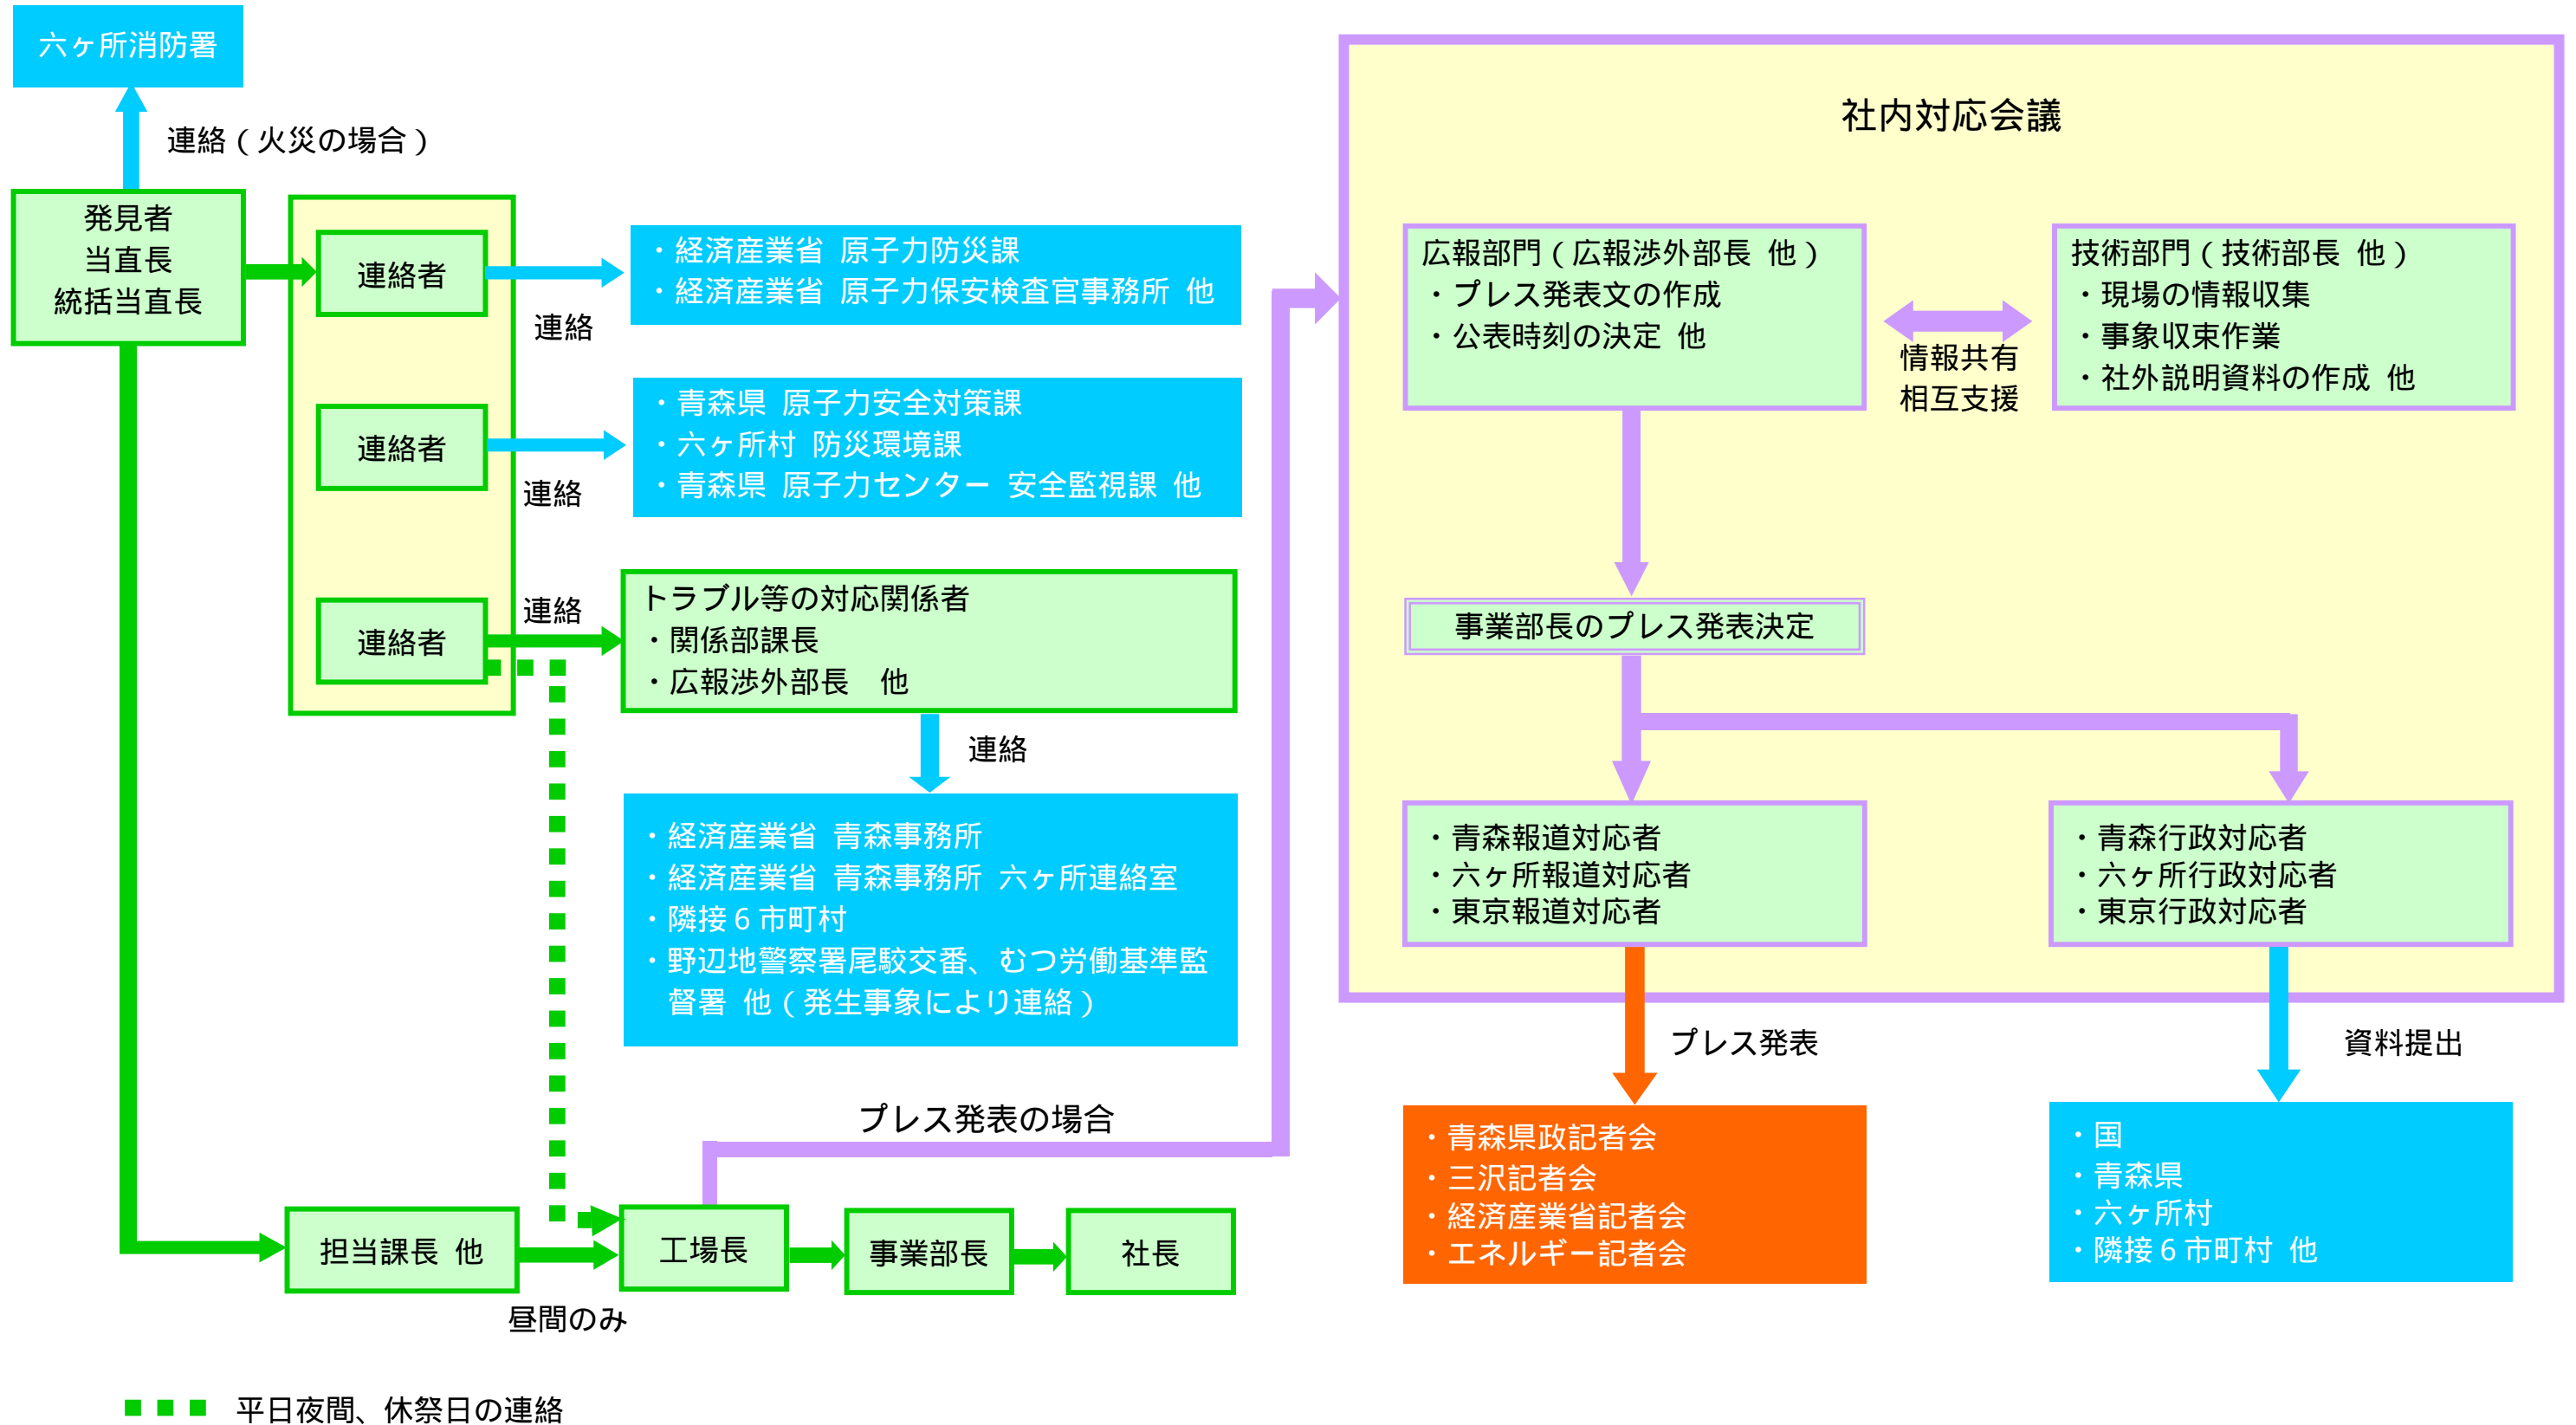 六ヶ所消防署
連絡（火災の場合）
発見者
当直長
統括当直長
連絡者
連絡
・経済産業省 原子力防災課
・経済産業省 原子力保安検査官事務所 他
連絡者
連絡
・青森県 原子力安全対策課
・六ヶ所村 防災環境課
・青森県 原子力センター 安全監視課 他
連絡者
連絡
トラブル等の対応関係者
・関係部課長
・広報渉外部長　他
連絡
・経済産業省 青森事務所
・経済産業省 青森事務所 六ヶ所連絡室
・隣接６市町村
・野辺地警察署尾駮交番、むつ労働基準監
督署 他（発生事象により連絡）
プレス発表の場合
担当課長 他
昼間のみ
工場長
事業部長
社長
平日夜間、休祭日の連絡
社内対応会議
広報部門（広報渉外部長 他）
・プレス発表文の作成
・公表時刻の決定 他
情報共有
相互支援
技術部門（技術部長 他）
・現場の情報収集
・事象収束作業
・社外説明資料の作成 他
事業部長のプレス発表決定
・青森報道対応者
・六ヶ所報道対応者
・東京報道対応者
・青森行政対応者
・六ヶ所行政対応者
・東京行政対応者
プレス発表
資料提出
・青森県政記者会
・三沢記者会
・経済産業省記者会
・エネルギー記者会
・国
・青森県
・六ヶ所村
・隣接６市町村 他